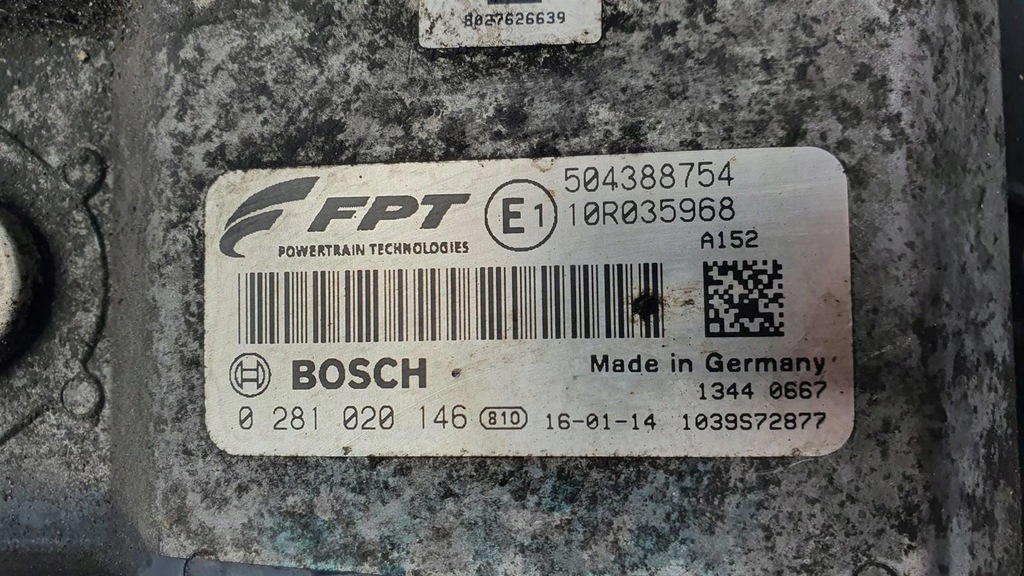 8027626639
FPT
POWERTRAIN TECHNOLOGIES
E1
504388754
10R035968
A152
BOSCH
Made in Germany
1344 0667
0 281 020 146 810 16-01-14 1039S72877